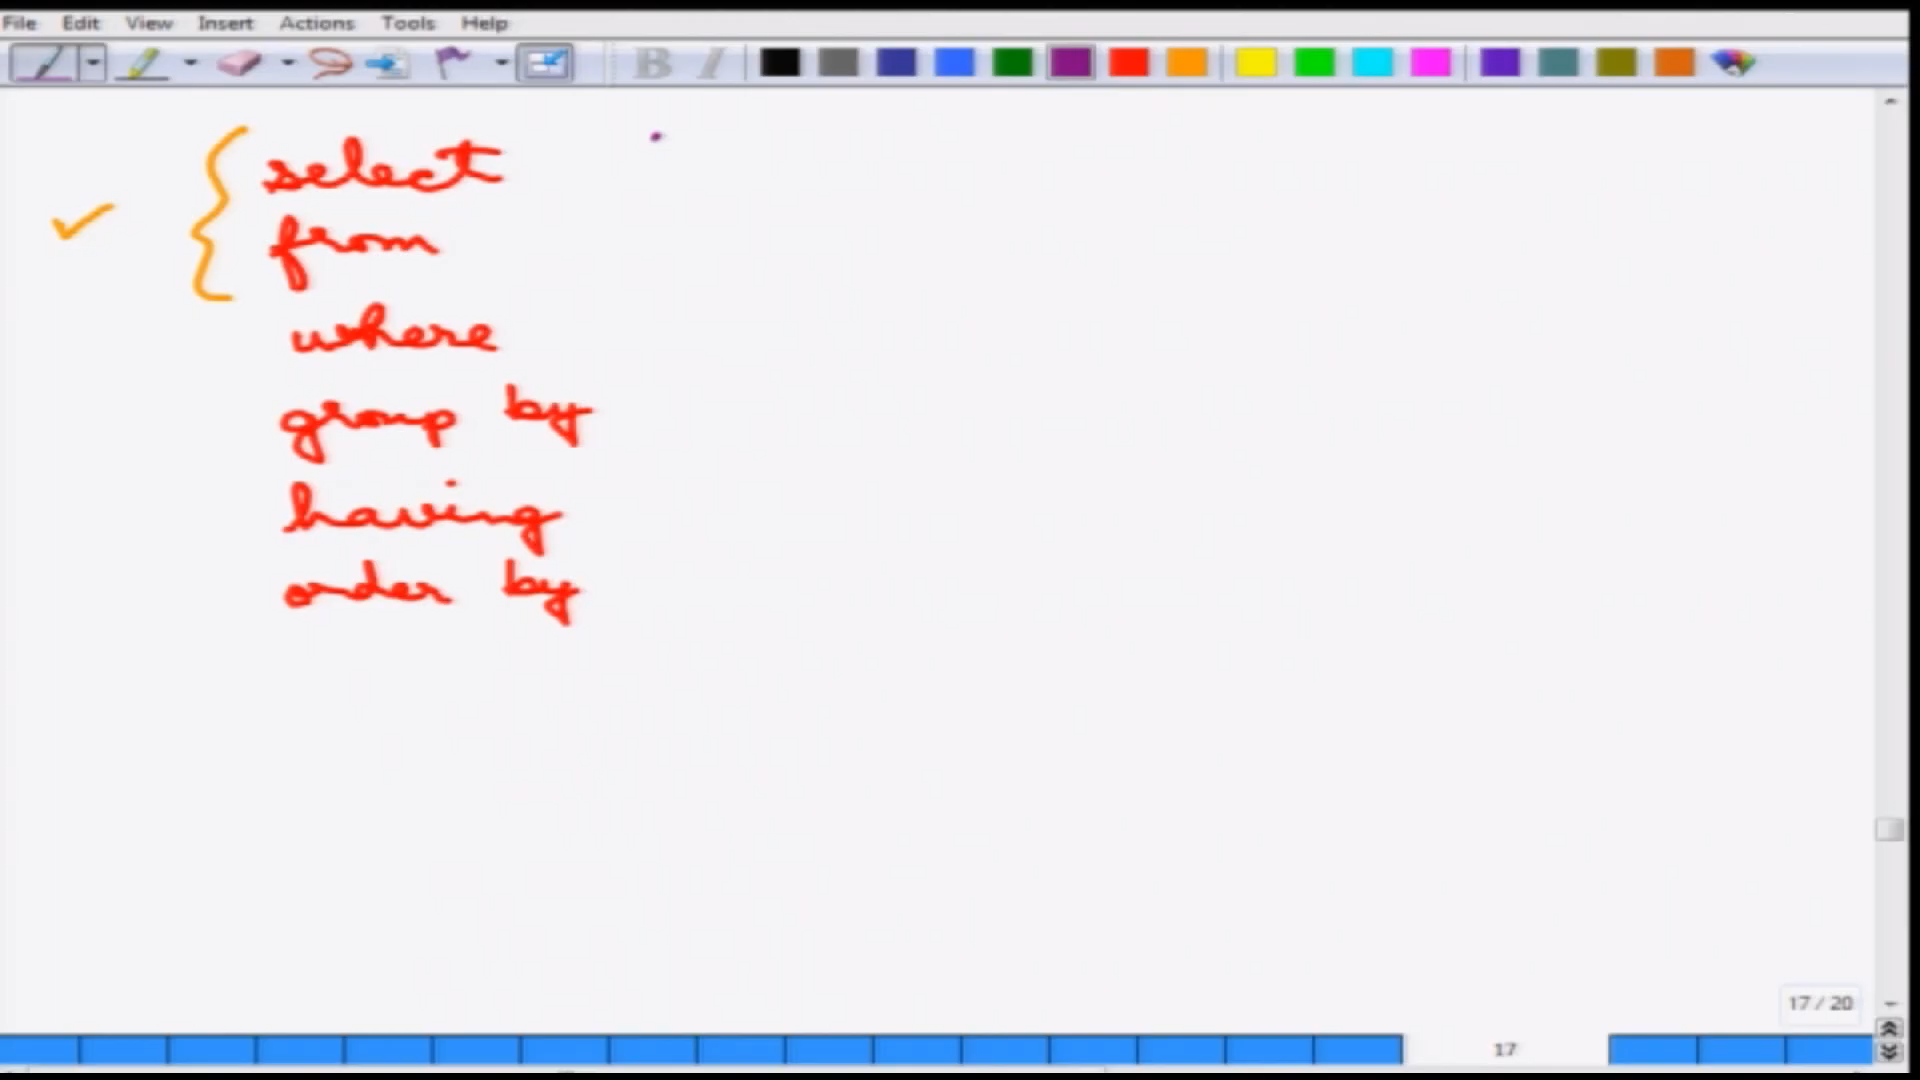 File Edit View Insert Actions Tools Help
B I
select
from
where
group by
having
order by
17 / 20
17